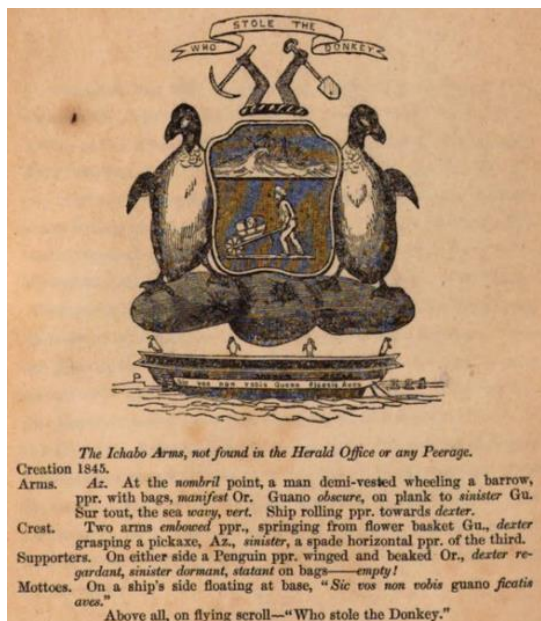 WHO STOLE THE DONKEY
Sic vos non vobis Guano ficatis Aves
The Ichabo Arms, not found in the Herald Office or any Peerage.
Creation 1845.
Arms. Az. At the nombril point, a man demi-vested wheeling a barrow,
ppr. with bags, manifest Or. Guano obscure, on plank to sinister Gu.
Sur tout, the sea wavy, vert. Ship rolling ppr. towards dexter.
Crest. Two arms embowed ppr., springing from flower basket Gu., dexter
grasping a pickaxe, Az., sinister, a spade horizontal ppr. of the third.
Supporters. On either side a Penguin ppr. winged and beaked Or., dexter re-
gardant, sinister dormant, statant on bags——empty!
Mottoes. On a ship's side floating at base, "Sic vos non vobis guano ficatis
aves."
Above all, on flying scroll—"Who stole the Donkey."